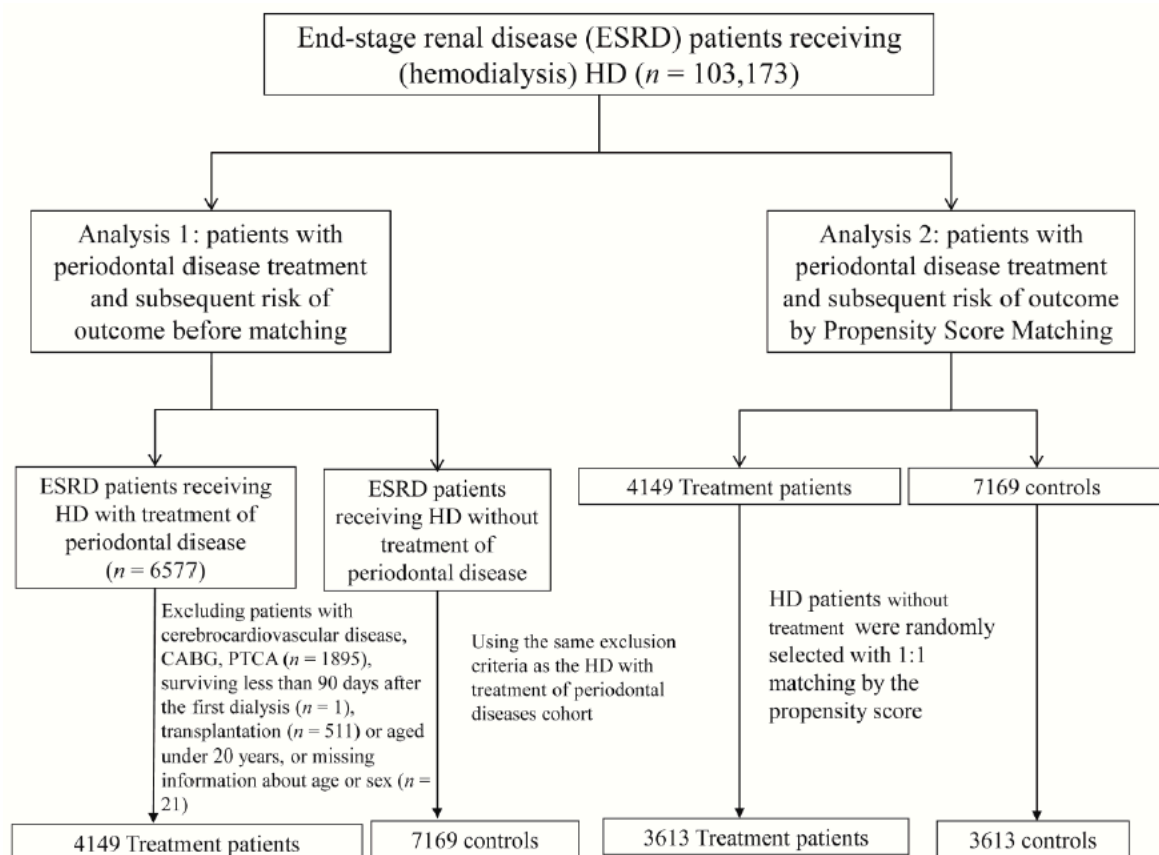 End-stage renal disease (ESRD) patients receiving
(hemodialysis) HD (n = 103,173)
Analysis 1: patients with
periodontal disease treatment
and subsequent risk of
outcome before matching
Analysis 2: patients with
periodontal disease treatment
and subsequent risk of outcome
by Propensity Score Matching
ESRD patients receiving
HD with treatment of
periodontal disease
(n = 6577)
ESRD patients
receiving HD without
treatment of
periodontal disease
4149 Treatment patients
7169 controls
Excluding patients with
cerebrocardiovascular disease,
CABG, PTCA (n = 1895),
surviving less than 90 days after
the first dialysis (n = 1),
transplantation (n = 511) or aged
under 20 years, or missing
information about age or sex (n =
21)
Using the same exclusion
criteria as the HD with
treatment of periodontal
diseases cohort
HD patients without
treatment were randomly
selected with 1:1
matching by the
propensity score
4149 Treatment patients
7169 controls
3613 Treatment patients
3613 controls